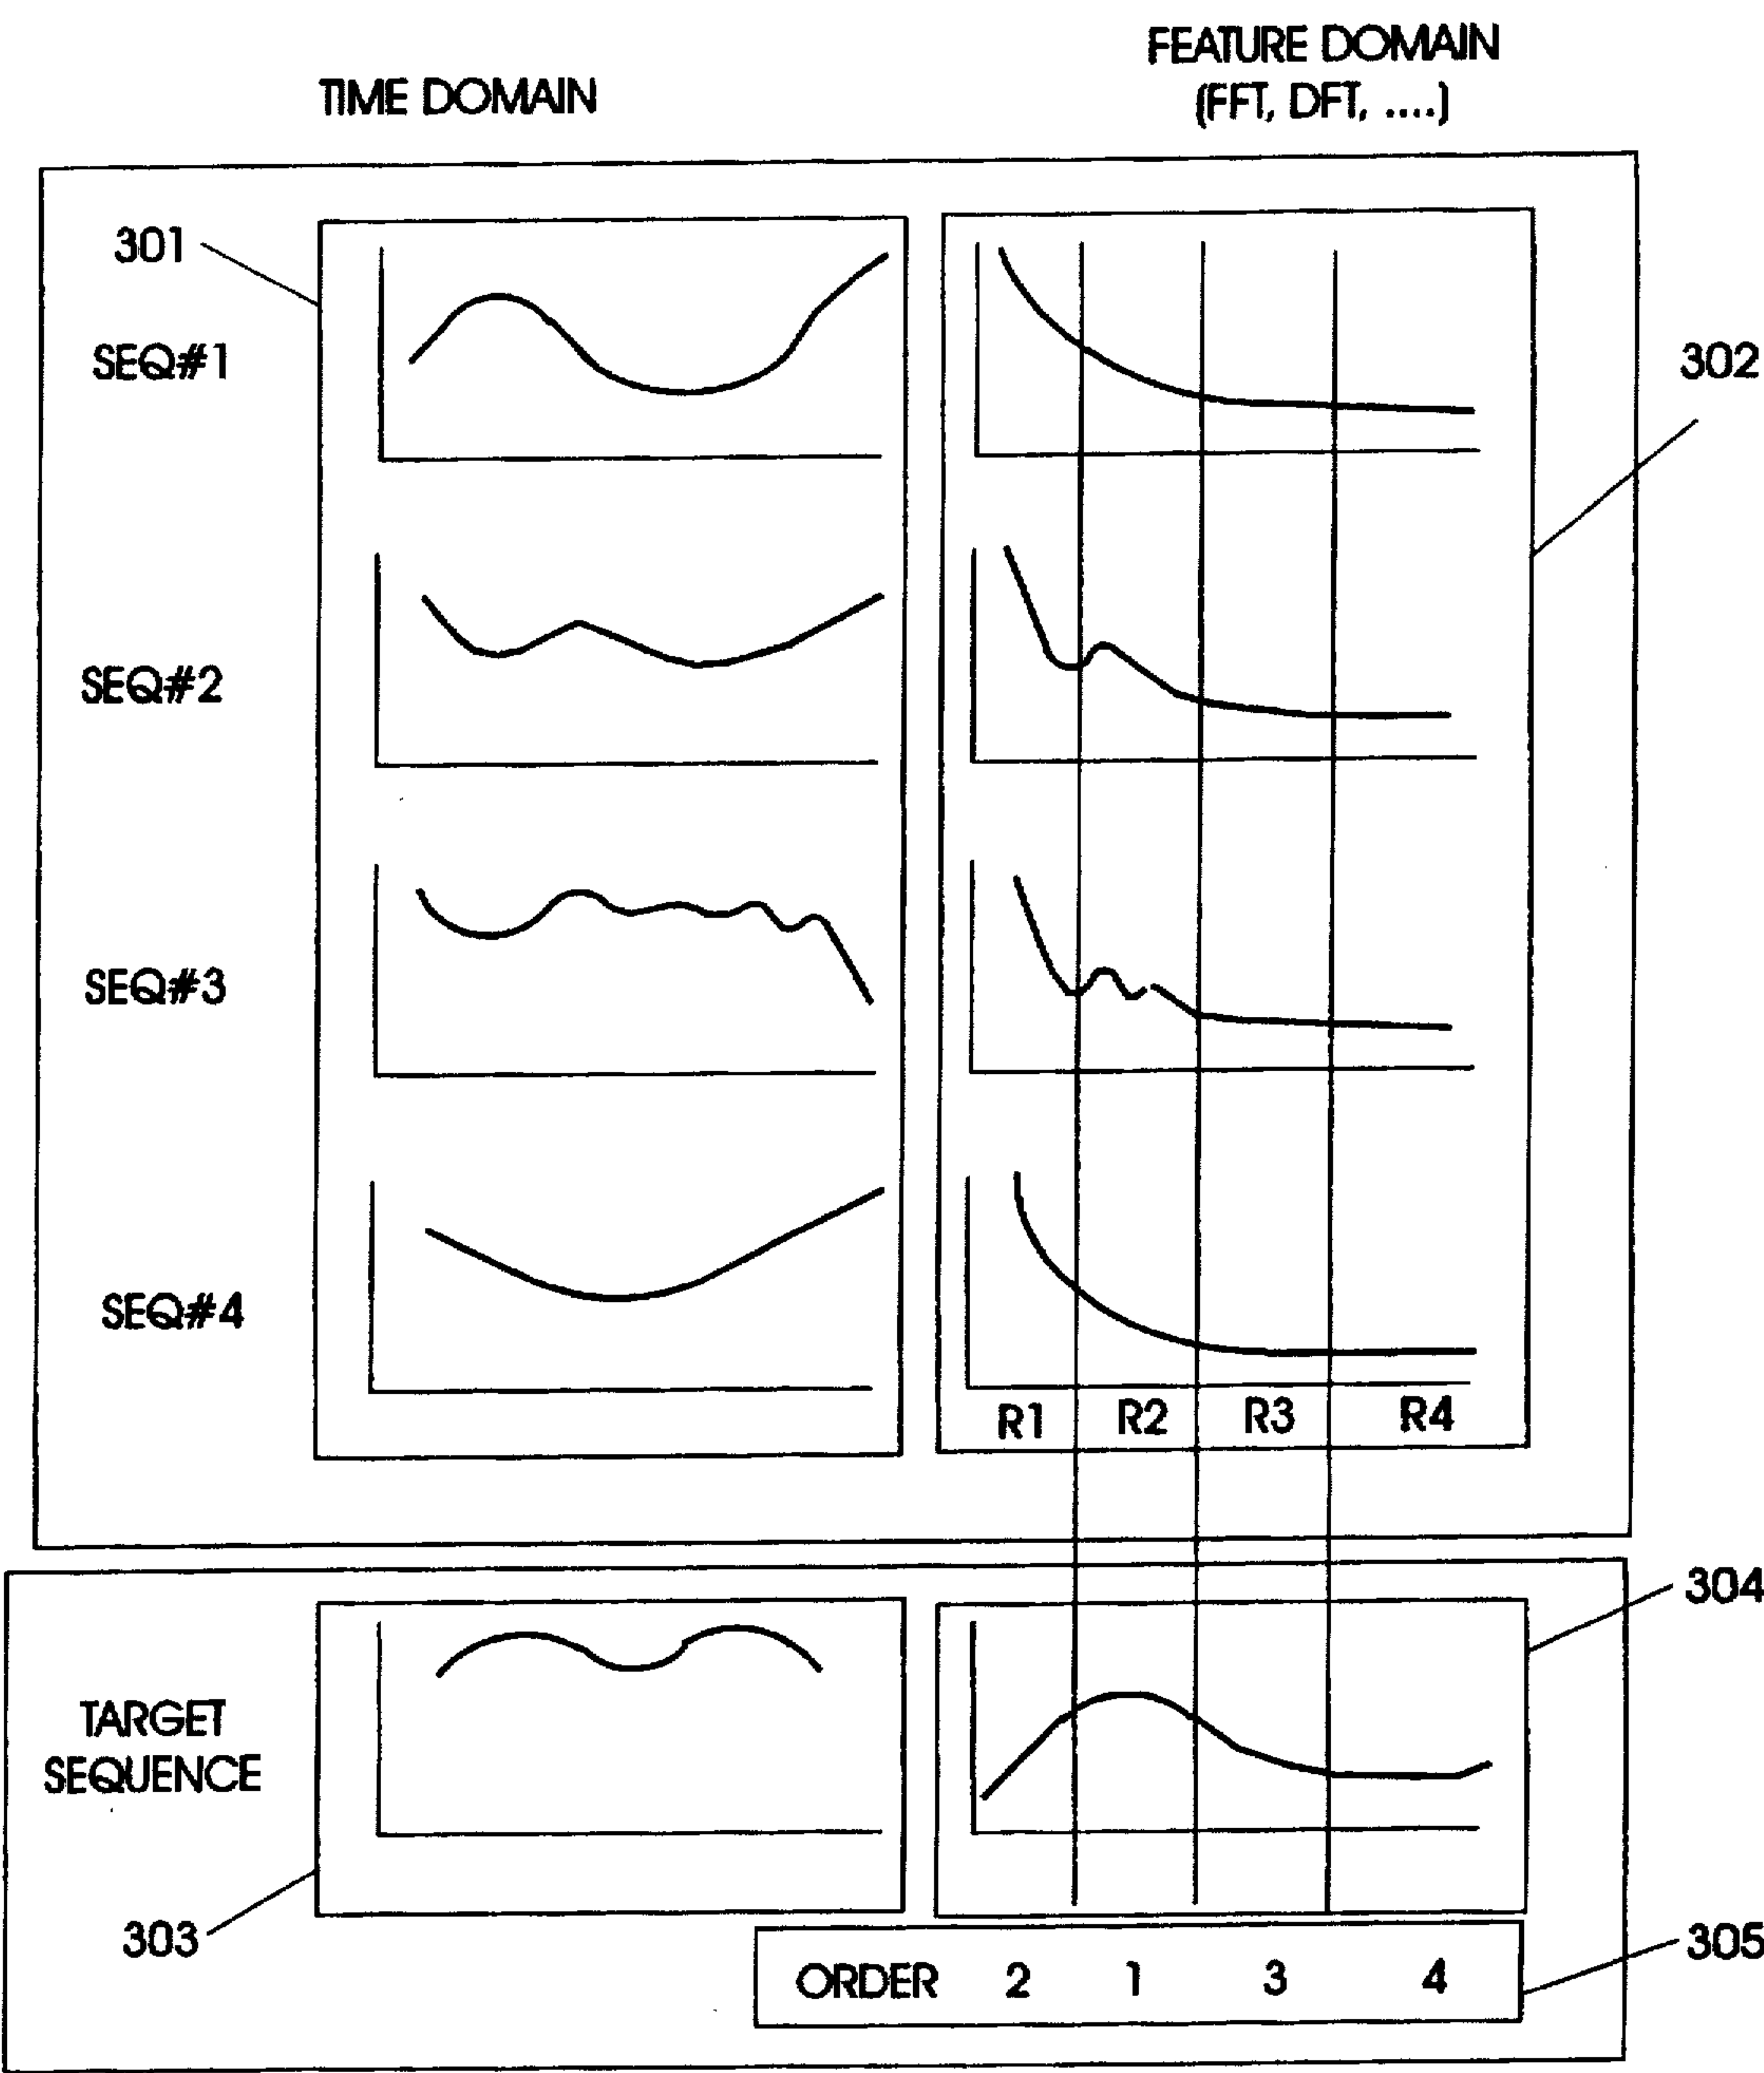 TIME DOMAIN
FEATURE DOMAIN
(FFT, DFT, ....)
301
SEQ#1
302
SEQ#2
SEQ#3
SEQ#4
R1 R2 R3 R4
304
TARGET
SEQUENCE
303
305
ORDER 2 1 3 4